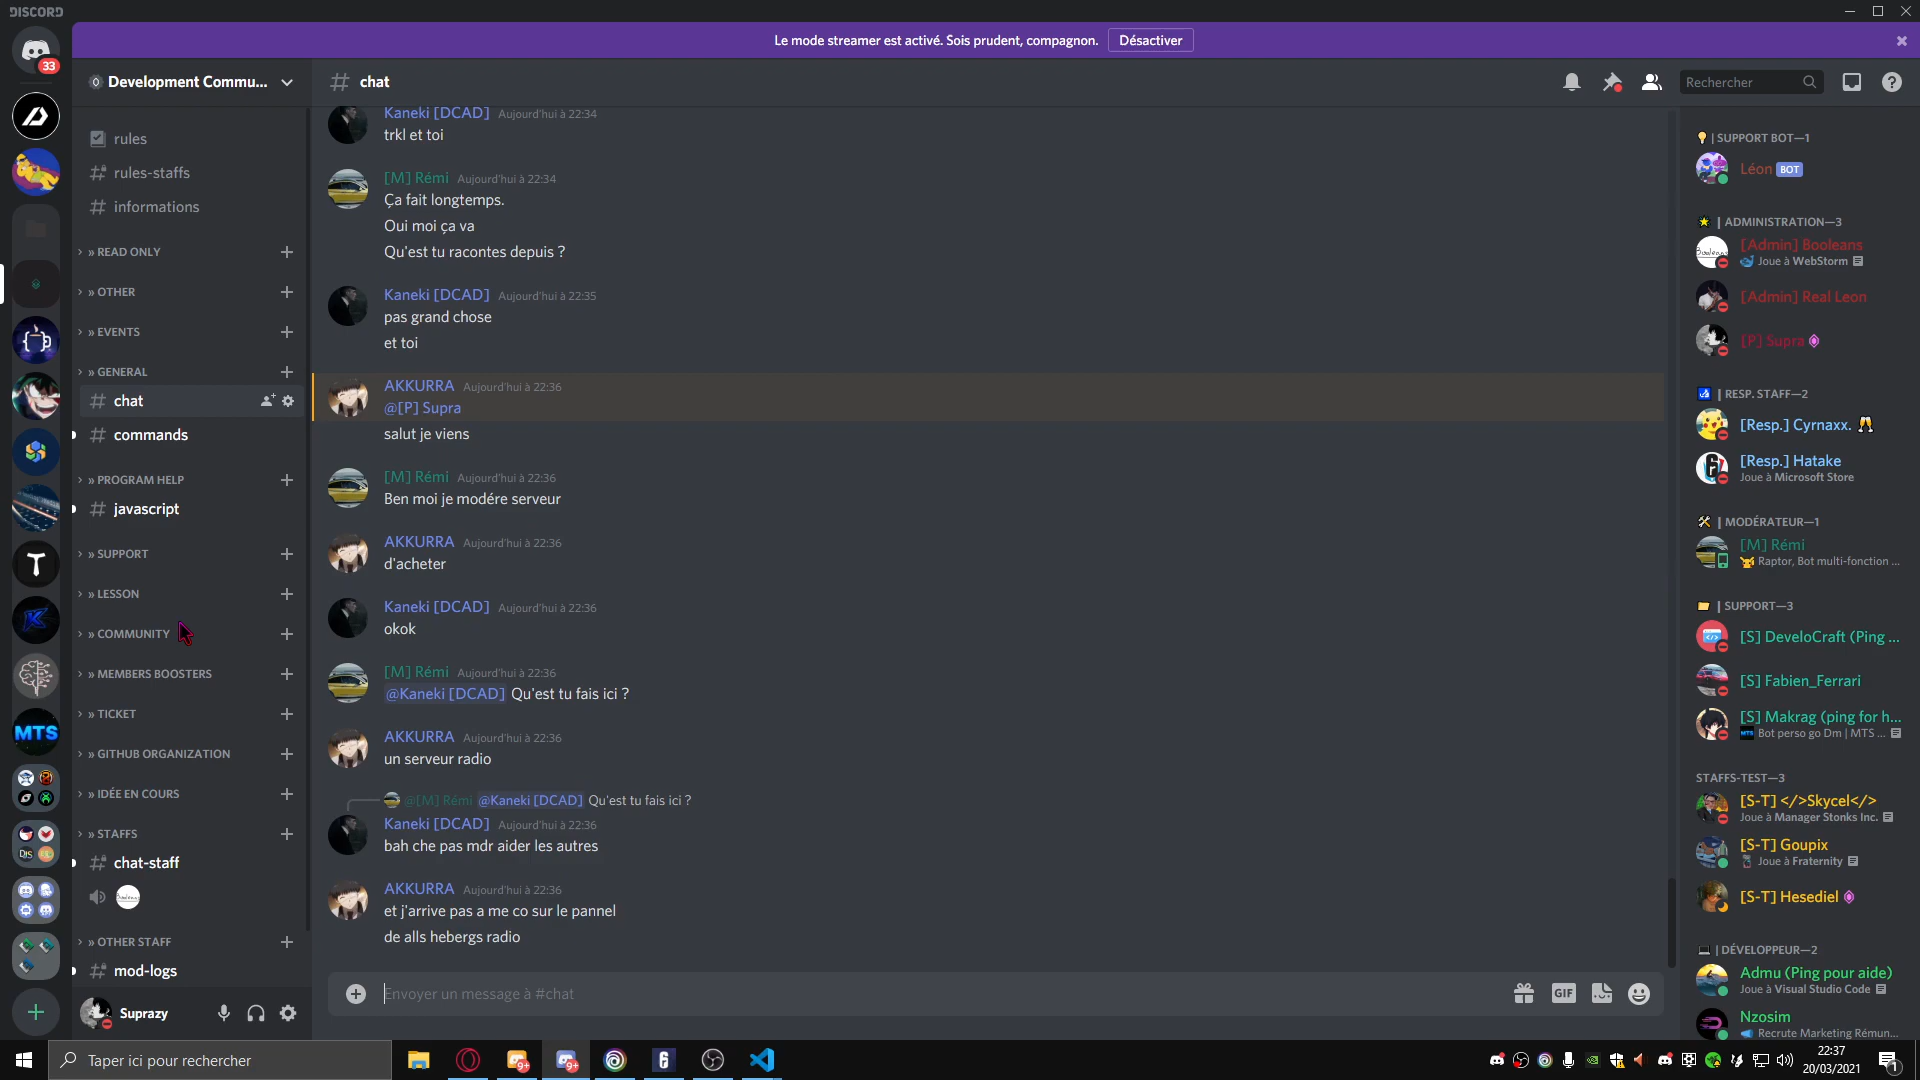 DISCORD
Le mode streamer est activé. Sois prudent, compagnon. Désactiver
33
Development Commu...
chat
Rechercher
rules
rules-staffs
informations
» READ ONLY
» OTHER
» EVENTS
» GENERAL
chat
commands
» PROGRAM HELP
javascript
» SUPPORT
» LESSON
» COMMUNITY
» MEMBERS BOOSTERS
» TICKET
» GITHUB ORGANIZATION
» IDÉE EN COURS
» STAFFS
chat-staff
» OTHER STAFF
mod-logs
Suprazy
MTS
Kaneki [DCAD] Aujourd'hui à 22:34
trkl et toi
[M] Rémi Aujourd'hui à 22:34
Ça fait longtemps.
Oui moi ça va
Qu'est tu racontes depuis ?
Kaneki [DCAD] Aujourd'hui à 22:35
pas grand chose
et toi
AKKURRA Aujourd'hui à 22:36
@[P] Supra
salut je viens
[M] Rémi Aujourd'hui à 22:36
Ben moi je modére serveur
AKKURRA Aujourd'hui à 22:36
d'acheter
Kaneki [DCAD] Aujourd'hui à 22:36
okok
[M] Rémi Aujourd'hui à 22:36
@Kaneki [DCAD] Qu'est tu fais ici ?
AKKURRA Aujourd'hui à 22:36
un serveur radio
@[M] Rémi @Kaneki [DCAD] Qu'est tu fais ici ?
Kaneki [DCAD] Aujourd'hui à 22:36
bah che pas mdr aider les autres
AKKURRA Aujourd'hui à 22:36
et j'arrive pas a me co sur le pannel
de alls hebergs radio
Envoyer un message à #chat
GIF
| SUPPORT BOT—1
Léon BOT
| ADMINISTRATION—3
[Admin] Booleans
Joue à WebStorm
[Admin] Real Leon
[P] Supra
| RESP. STAFF—2
[Resp.] Cyrnaxx.
[Resp.] Hatake
Joue à Microsoft Store
| MODÉRATEUR—1
[M] Rémi
Raptor, Bot multi-fonction ...
| SUPPORT—3
[S] DeveloCraft (Ping ...
[S] Fabien_Ferrari
[S] Makrag (ping for h...
Bot perso go Dm | MTS ...
STAFFS-TEST—3
[S-T] </>Skycel</>
Joue à Manager Stonks Inc.
[S-T] Goupix
Joue à Fraternity
[S-T] Hesediel
| DÉVELOPPEUR—2
Admu (Ping pour aide)
Joue à Visual Studio Code
Nzosim
Recrute Marketing Rémun...
Taper ici pour rechercher
22:37
20/03/2021
1